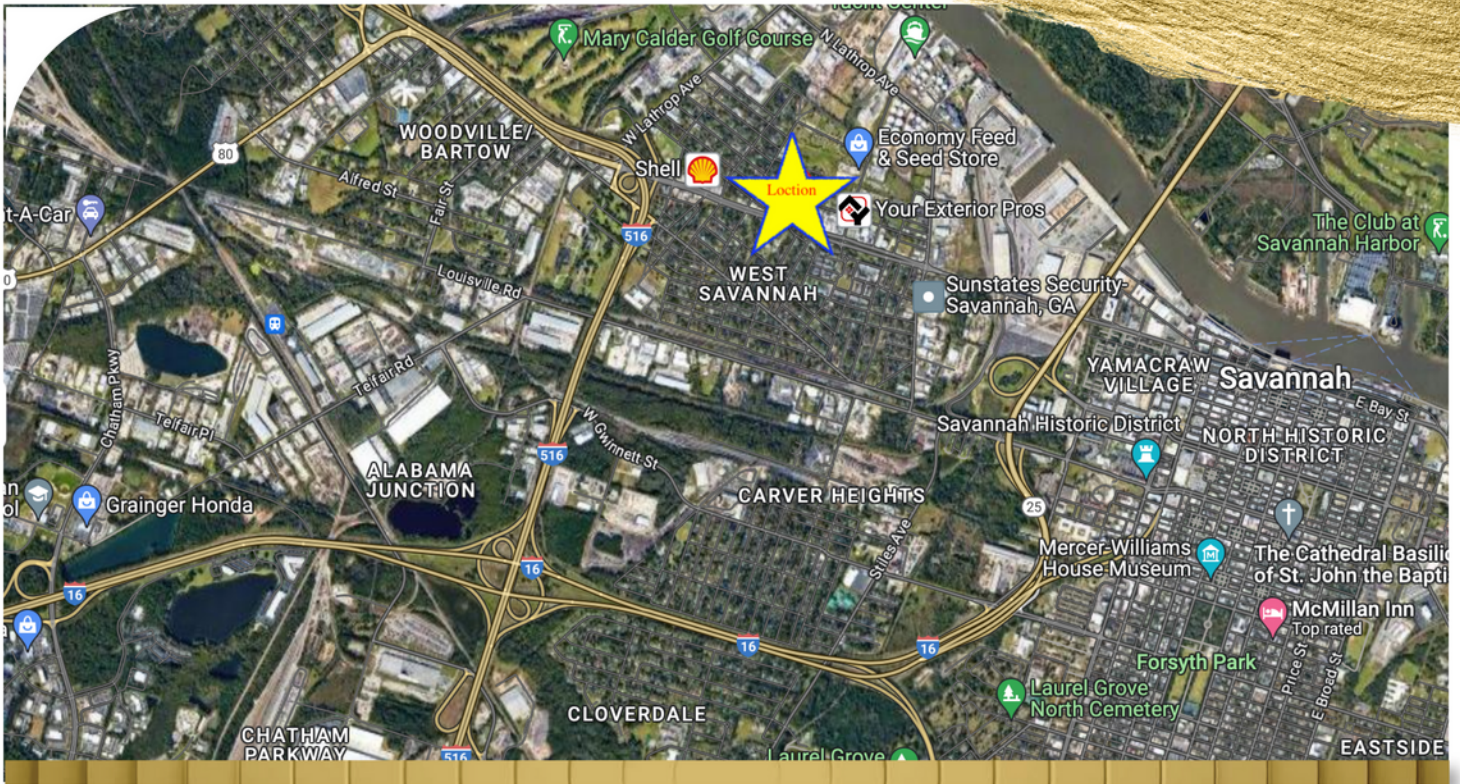 Yacht Center
Mary Calder Golf Course
N Lathrop Ave
W Lathrop Ave
WOODVILLE/
BARTOW
80
Shell
Economy Feed
& Seed Store
Loction
Alfred St
Fair St
t-A-Car
Your Exterior Pros
516
The Club at
Savannah Harbor
0
Louisville Rd
WEST
SAVANNAH
Sunstates Security-
Savannah, GA
Chatham Pkwy
Telfair Rd
YAMACRAW
VILLAGE
Savannah
E Bay St
Telfair Pl
W Gwinnett St
Savannah Historic District
NORTH HISTORIC
DISTRICT
516
ALABAMA
JUNCTION
an
ol
Grainger Honda
CARVER HEIGHTS
25
Stiles Ave
Mercer-Williams
House Museum
The Cathedral Basilic
of St. John the Bapti
16
16
McMillan Inn
Top rated
a
16
16
Forsyth Park
Price St
E Broad St
Laurel Grove
North Cemetery
CLOVERDALE
CHATHAM
PARKWAY
516
Laurel Grove
EASTSIDE